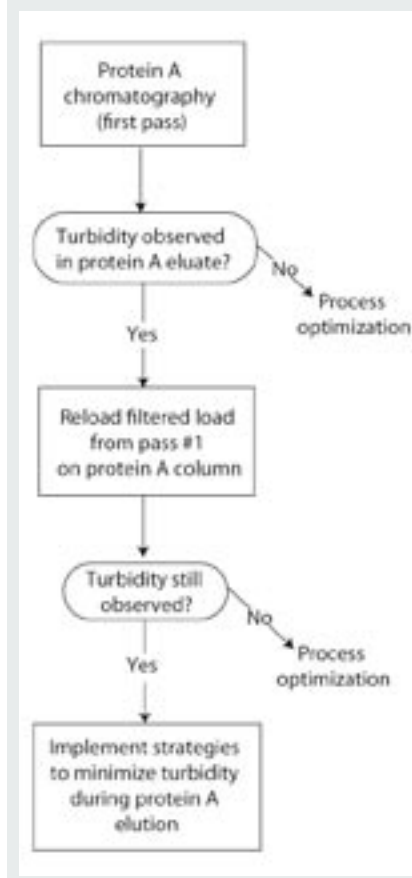 Protein A
chromatography
(first pass)
Turbidity observed
in protein A eluate?
No
Process
optimization
Yes
Reload filtered load
from pass #1
on protein A column
Turbidity still
observed?
No
Process
optimization
Yes
Implement strategies
to minimize turbidity
during protein A
elution